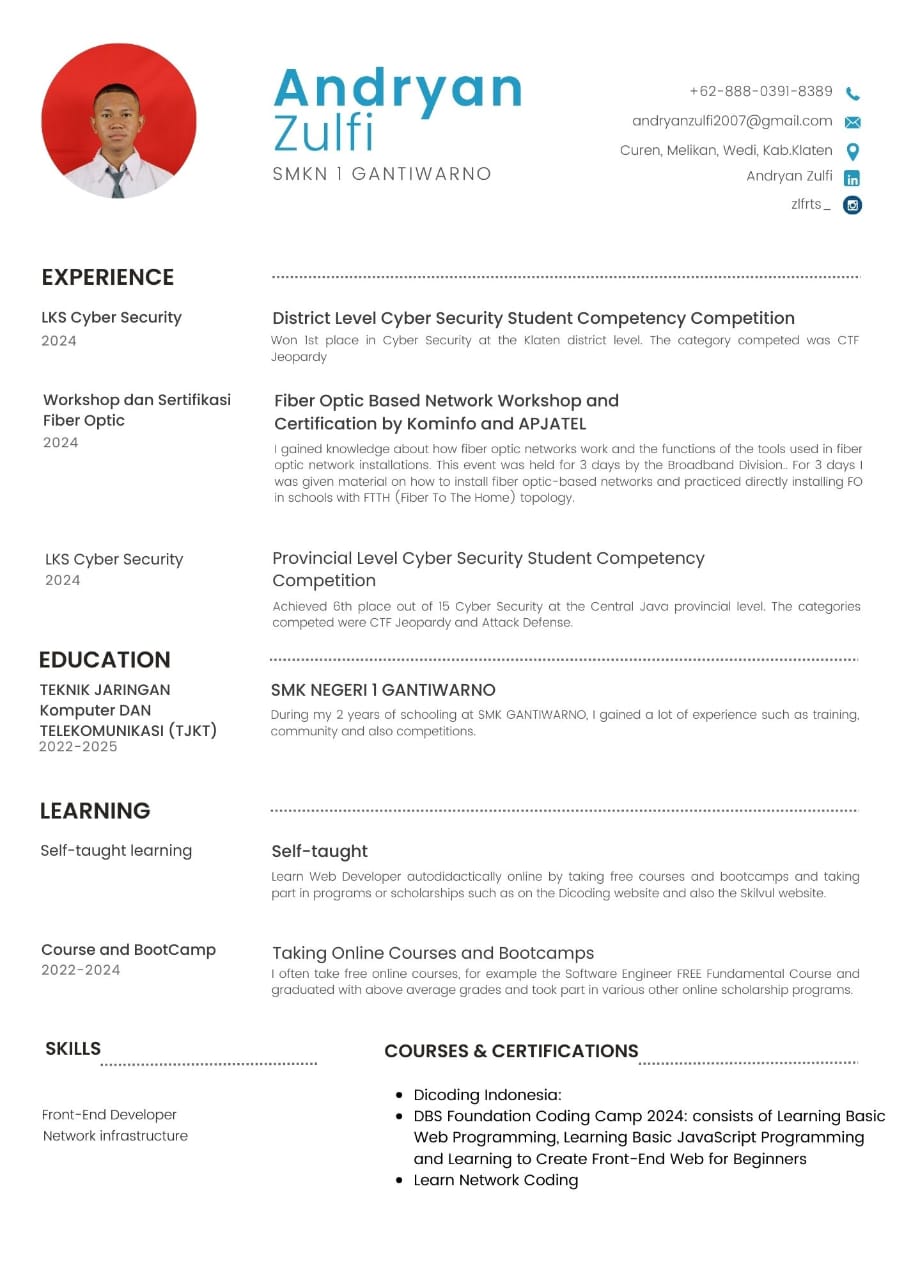 Andryan
Zulfi
SMKN 1 GANTIWARNO
+62-888-0391-8389
andryanzulfi2007@gmail.com
Curen, Melikan, Wedi, Kab.Klaten
Andryan Zulfi
zlfrts_
EXPERIENCE
LKS Cyber Security
2024
District Level Cyber Security Student Competency Competition
Won 1st place in Cyber Security at the Klaten district level. The category competed was CTF
Jeopardy
Workshop dan Sertifikasi
Fiber Optic
2024
Fiber Optic Based Network Workshop and
Certification by Kominfo and APJATEL
I gained knowledge about how fiber optic networks work and the functions of the tools used in fiber
optic network installations. This event was held for 3 days by the Broadband Division.. For 3 days I
was given material on how to install fiber optic-based networks and practiced directly installing FO
in schools with FTTH (Fiber To The Home) topology.
LKS Cyber Security
2024
Provincial Level Cyber Security Student Competency
Competition
Achieved 6th place out of 15 Cyber Security at the Central Java provincial level. The categories
competed were CTF Jeopardy and Attack Defense.
EDUCATION
TEKNIK JARINGAN
Komputer DAN
TELEKOMUNIKASI (TJKT)
2022-2025
SMK NEGERI 1 GANTIWARNO
During my 2 years of schooling at SMK GANTIWARNO, I gained a lot of experience such as training,
community and also competitions.
LEARNING
Self-taught learning
Self-taught
Learn Web Developer autodidactically online by taking free courses and bootcamps and taking
part in programs or scholarships such as on the Dicoding website and also the Skilvul website.
Course and BootCamp
2022-2024
Taking Online Courses and Bootcamps
I often take free online courses, for example the Software Engineer FREE Fundamental Course and
graduated with above average grades and took part in various other online scholarship programs.
SKILLS
Front-End Developer
Network infrastructure
COURSES & CERTIFICATIONS
• Dicoding Indonesia:
• DBS Foundation Coding Camp 2024: consists of Learning Basic
Web Programming, Learning Basic JavaScript Programming
and Learning to Create Front-End Web for Beginners
• Learn Network Coding